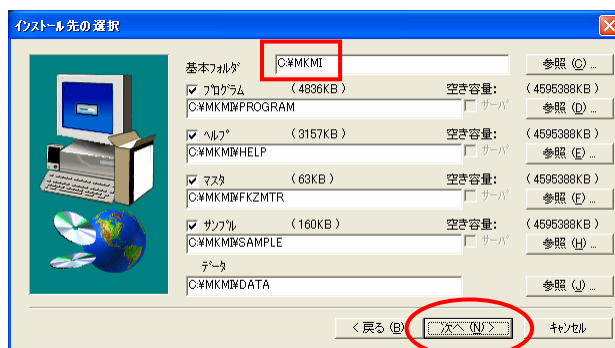 インストール先の選択
基本フォルダ C:¥MKMI 参照 (C) ...
プログラム (4836KB) 空き容量: (4595388KB)
C:¥MKMI¥PROGRAM サーバ 参照 (D) ...
ヘルプ (3157KB) 空き容量: (4595388KB)
C:¥MKMI¥HELP サーバ 参照 (E) ...
マスタ (63KB) 空き容量: (4595388KB)
C:¥MKMI¥FKZMTR サーバ 参照 (F) ...
サンプル (160KB) 空き容量: (4595388KB)
C:¥MKMI¥SAMPLE サーバ 参照 (H) ...
データ
C:¥MKMI¥DATA 参照 (J) ...
< 戻る (B) 次へ (N) > キャンセル